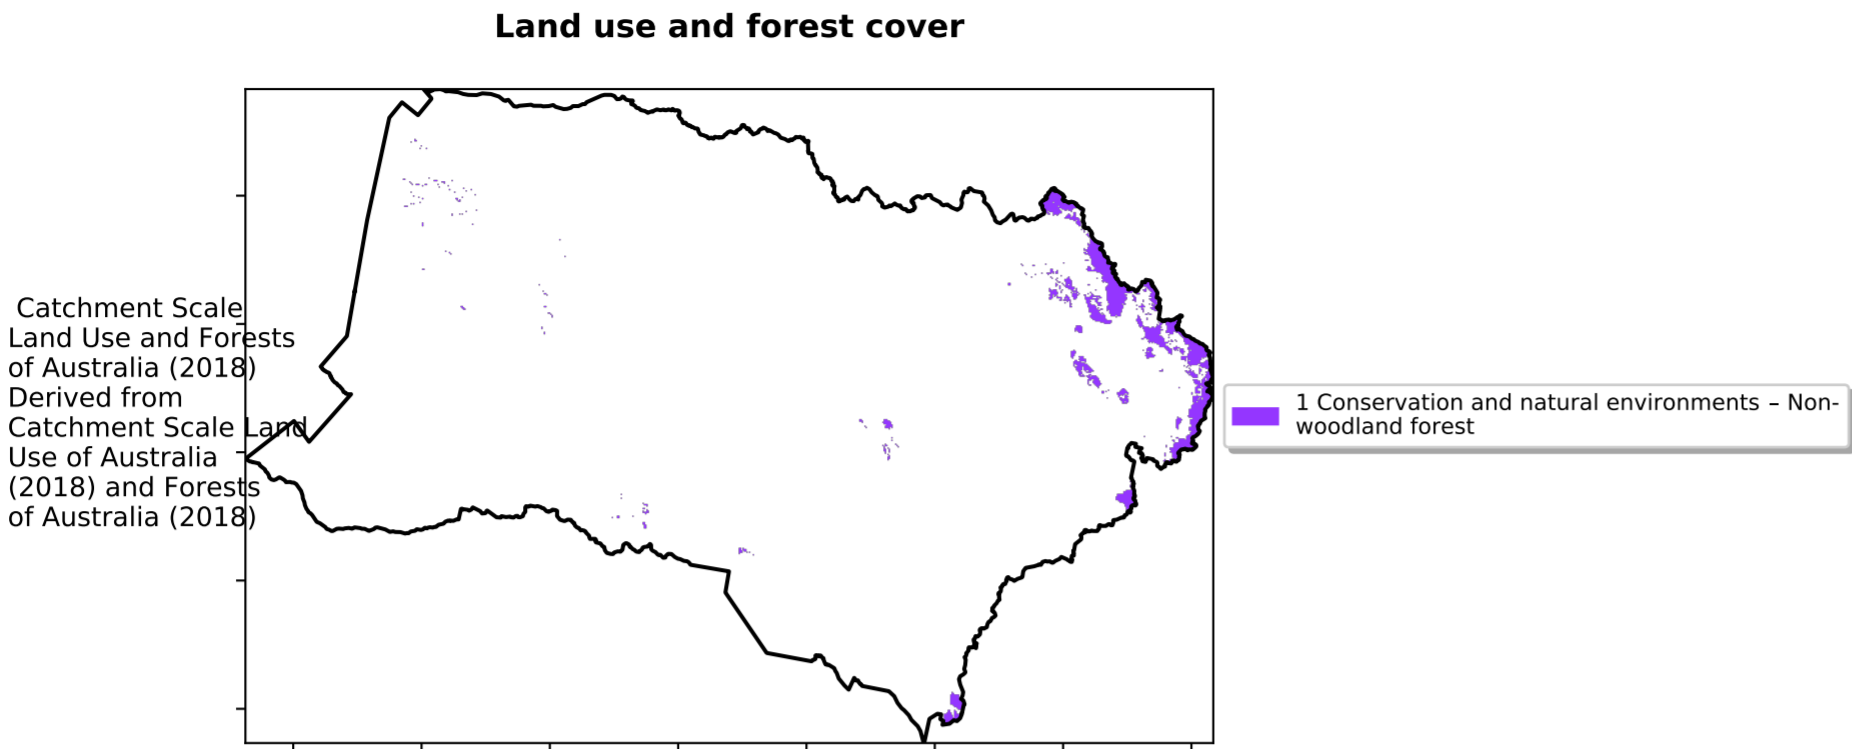 Land use and forest cover
Catchment Scale
Land Use and Forests
of Australia (2018)
Derived from
Catchment Scale Land
Use of Australia
(2018) and Forests
of Australia (2018)
1 Conservation and natural environments – Non-
woodland forest